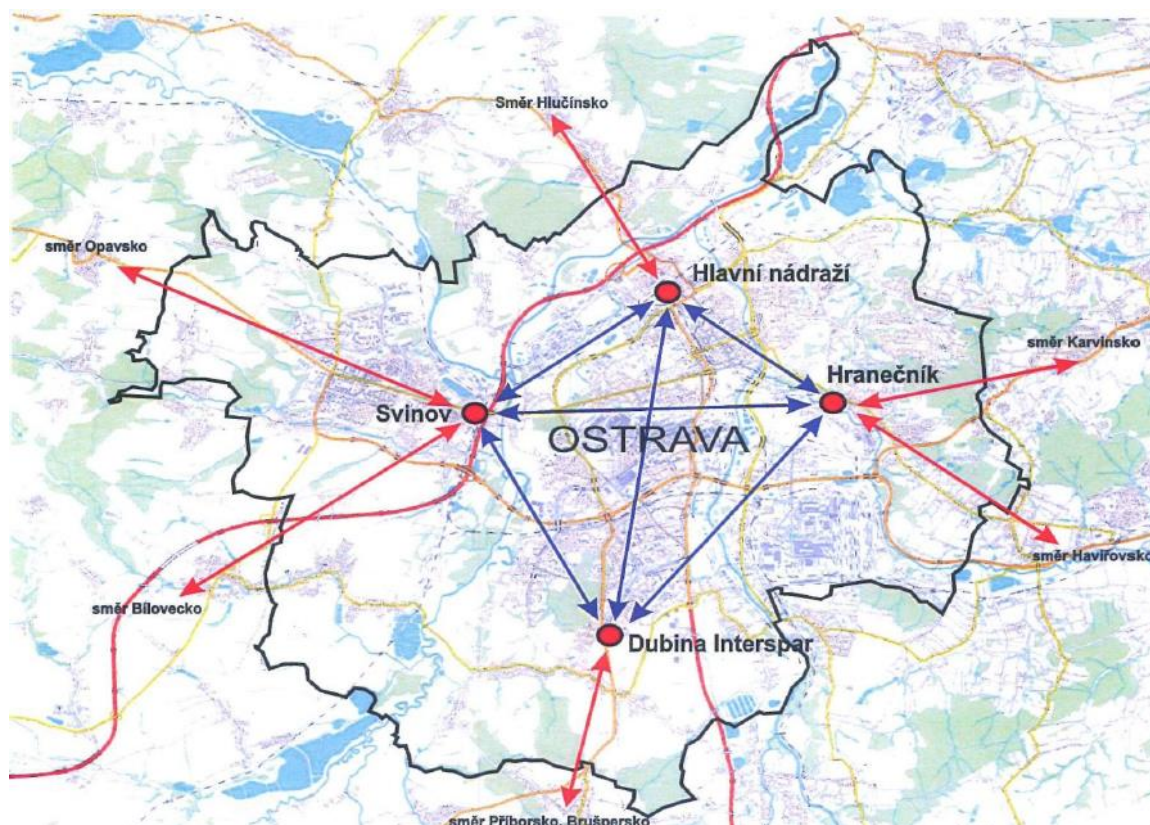 Směr Hlučínsko
směr Opavsko
Hlavní nádraží
směr Karvinsko
Hranečník
Svinov
OSTRAVA
směr Havířovsko
směr Bílovecko
Dubina Interspar
směr Příborsko, Brušpersko